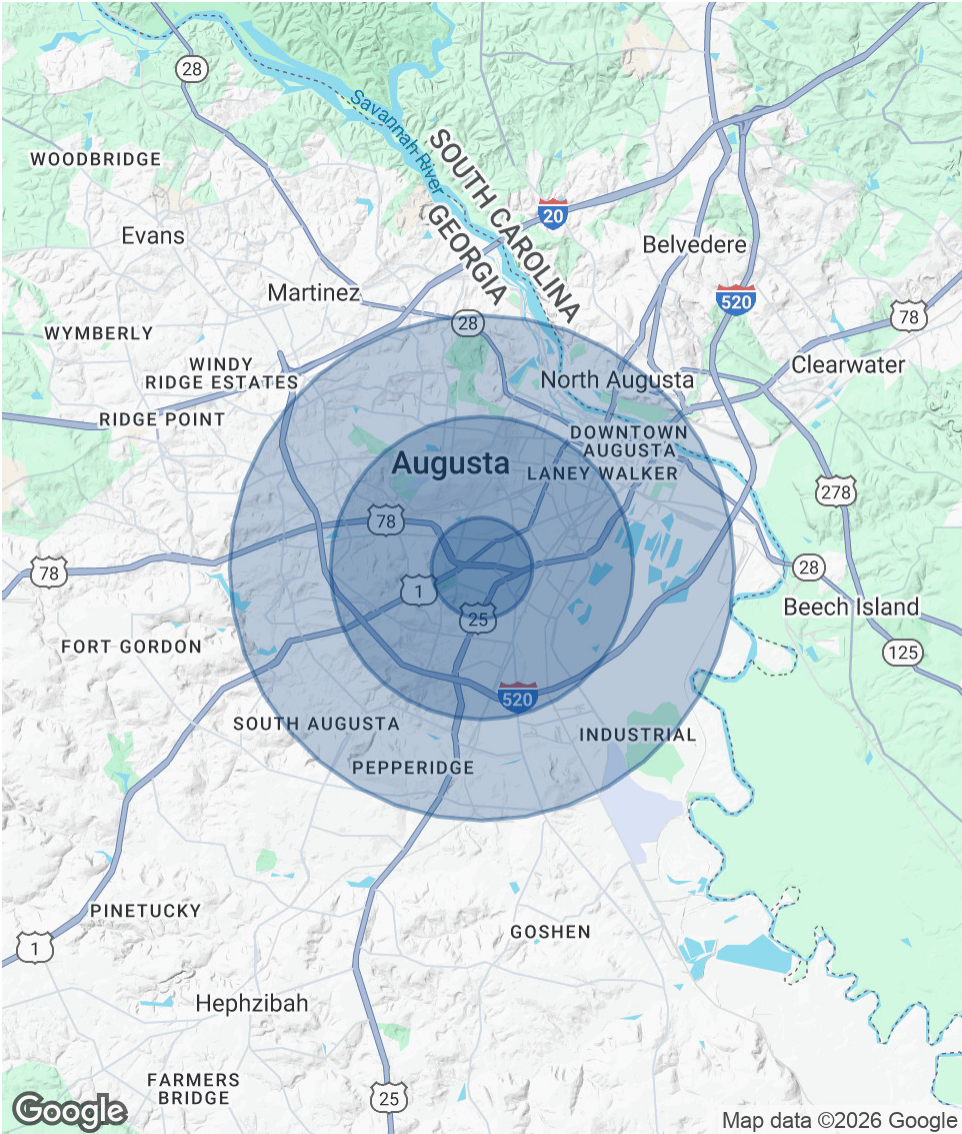 28
Savannah River
SOUTH CAROLINA
GEORGIA
WOODBRIDGE
20
Evans
Belvedere
Martinez
520
78
28
WYMBERLY
WINDY
RIDGE ESTATES
Clearwater
North Augusta
RIDGE POINT
DOWNTOWN
AUGUSTA
Augusta
LANEY WALKER
278
78
78
28
1
Beech Island
25
FORT GORDON
125
520
SOUTH AUGUSTA
INDUSTRIAL
PEPPERIDGE
PINETUCKY
GOSHEN
1
Hephzibah
FARMERS
BRIDGE
25
Google
Map data ©2026 Google